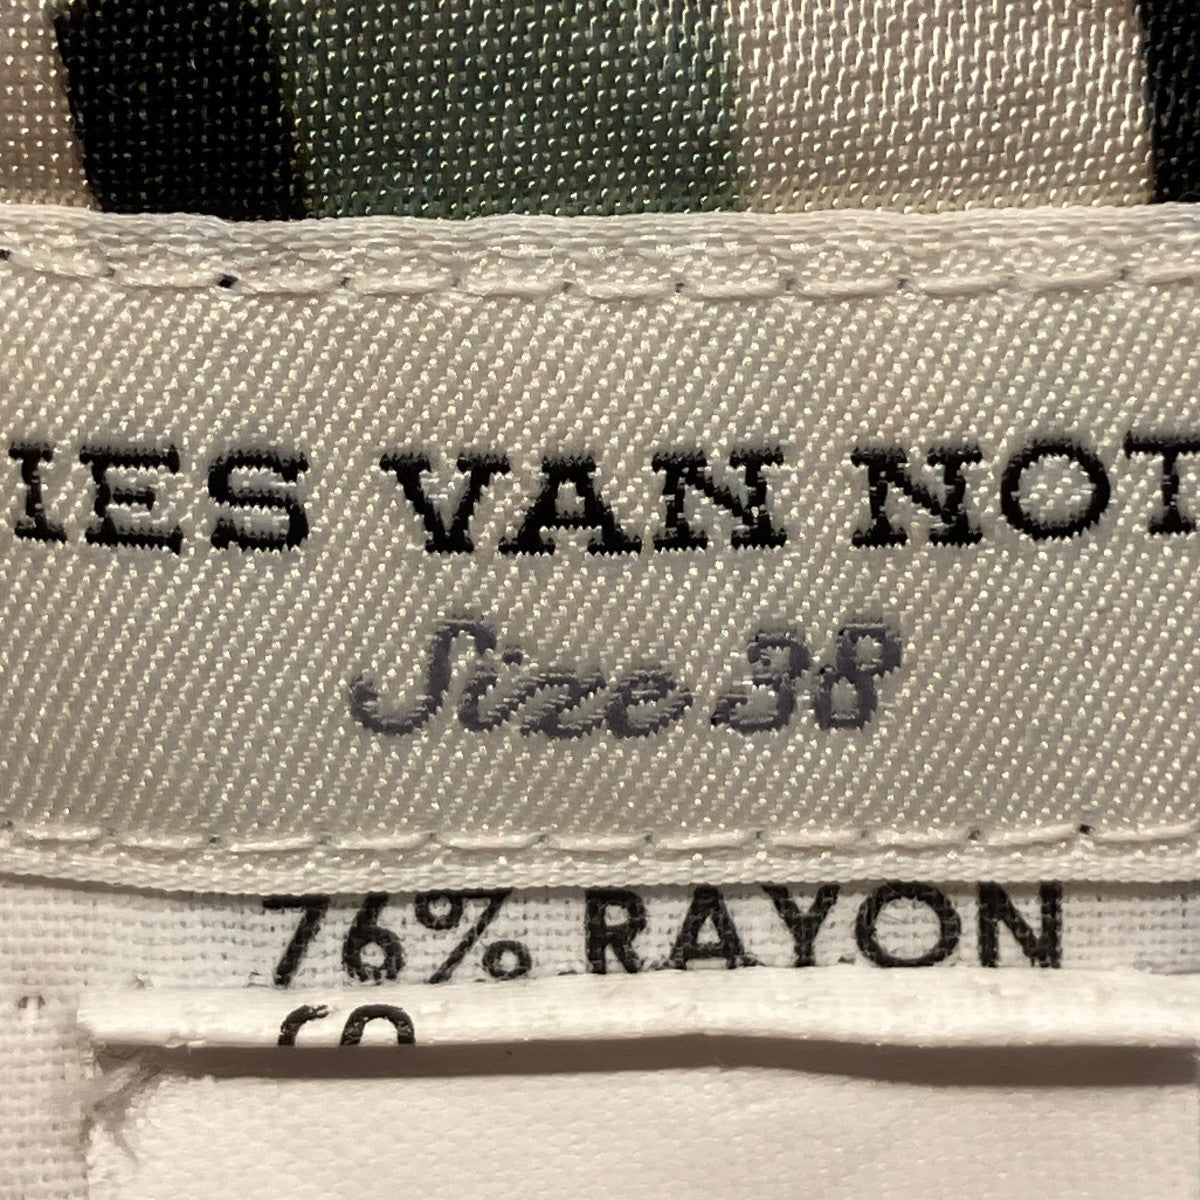 IES VAN NOT
Size 38
76% RAYON